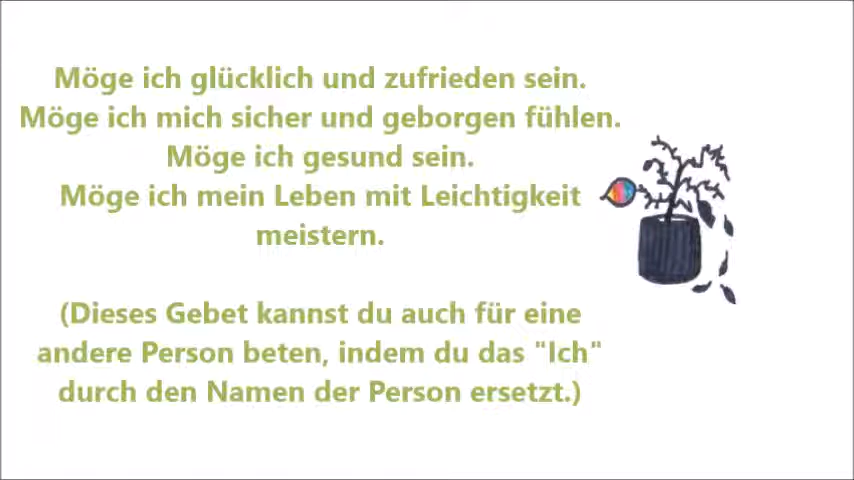 Möge ich glücklich und zufrieden sein.
Möge ich mich sicher und geborgen fühlen.
Möge ich gesund sein.
Möge ich mein Leben mit Leichtigkeit
meistern.
(Dieses Gebet kannst du auch für eine
andere Person beten, indem du das "Ich"
durch den Namen der Person ersetzt.)